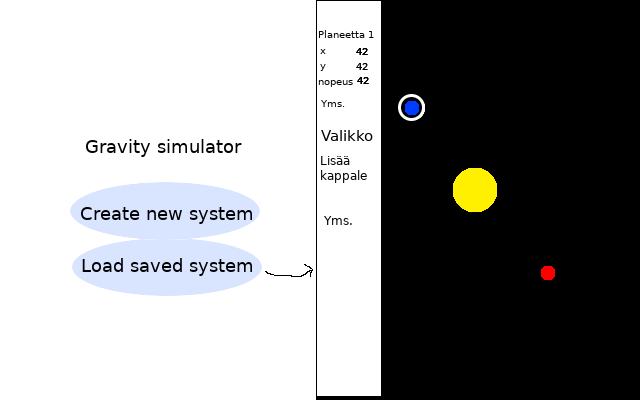 Gravity simulator
Create new system
Load saved system
Planeetta 1
x 42
y 42
nopeus 42
Yms.
Valikko
Lisää
kappale
Yms.